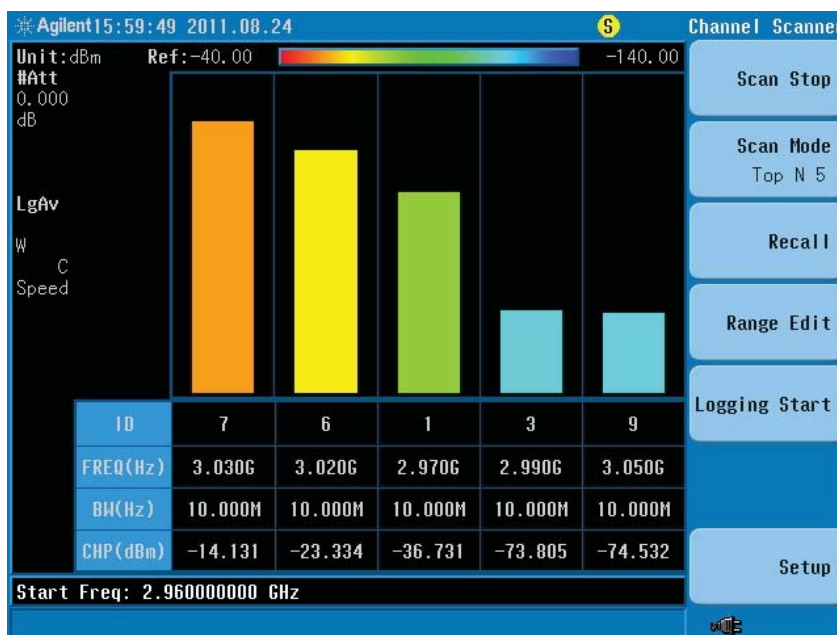 Agilent 15:59:49 2011.08.24 S Channel Scanner
Unit:dBm Ref:-40.00 -140.00
#Att
0.000
dB
LgAv
W
C
Speed
Scan Stop
Scan Mode
Top N 5
Recall
Range Edit
Logging Start
Setup
ID 7 6 1 3 9
FREQ(Hz) 3.030G 3.020G 2.970G 2.990G 3.050G
BW(Hz) 10.000M 10.000M 10.000M 10.000M 10.000M
CHP(dBm) -14.131 -23.334 -36.731 -73.805 -74.532
Start Freq: 2.960000000 GHz